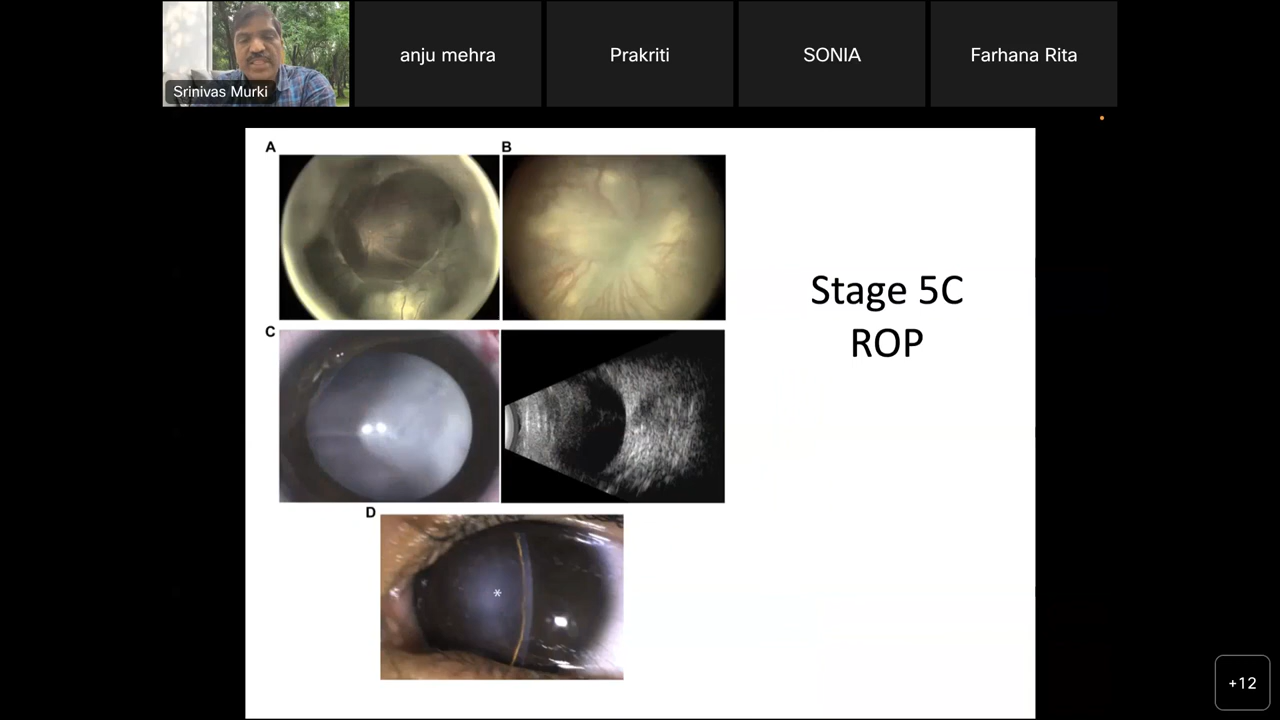 Srinivas Murki
anju mehra
Prakriti
SONIA
Farhana Rita
A
B
Stage 5C
ROP
C
D
*
+12